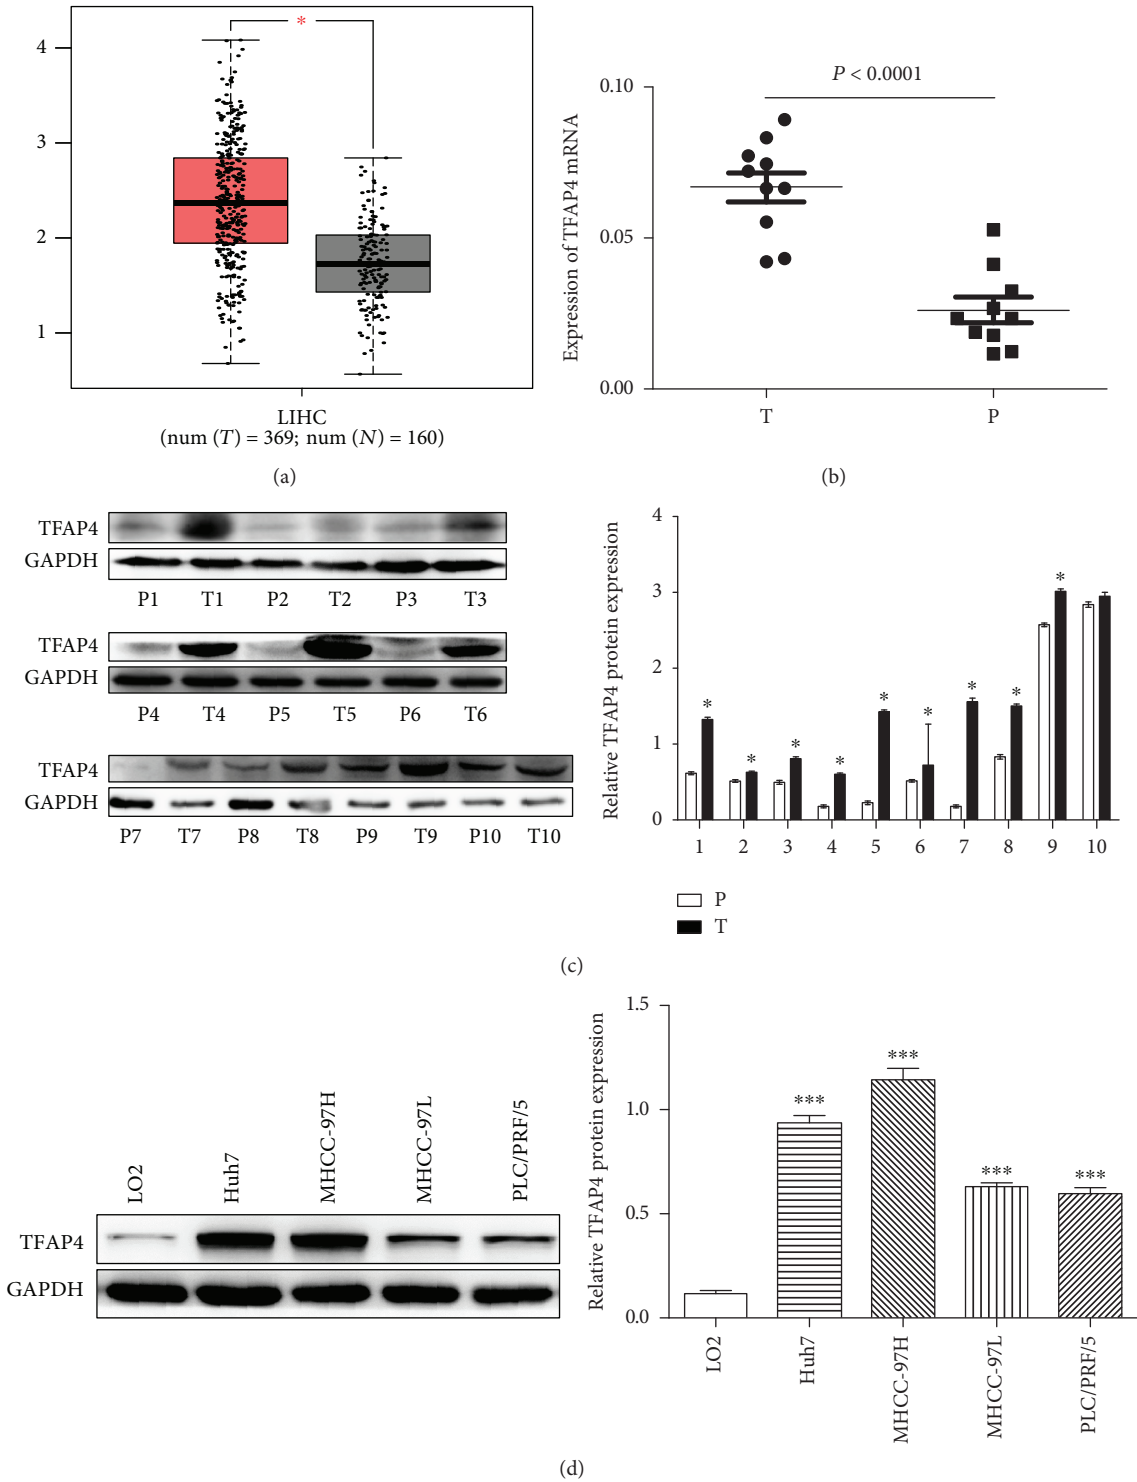 *
4
3
2
1
LIHC
(num (T) = 369; num (N) = 160)
(a)
P < 0.0001
Expression of TFAP4 mRNA
0.10
0.05
0.00
T P
(b)
TFAP4
GAPDH
P1 T1 P2 T2 P3 T3
TFAP4
GAPDH
P4 T4 P5 T5 P6 T6
TFAP4
GAPDH
P7 T7 P8 T8 P9 T9 P10 T10
Relative TFAP4 protein expression
4
3
2
1
0
* * * * * * * * *
1 2 3 4 5 6 7 8 9 10
P
T
(c)
LO2 Huh7 MHCC-97H MHCC-97L PLC/PRF/5
TFAP4
GAPDH
Relative TFAP4 protein expression
1.5
1.0
0.5
0.0
*** *** *** ***
LO2 Huh7 MHCC-97H MHCC-97L PLC/PRF/5
(d)